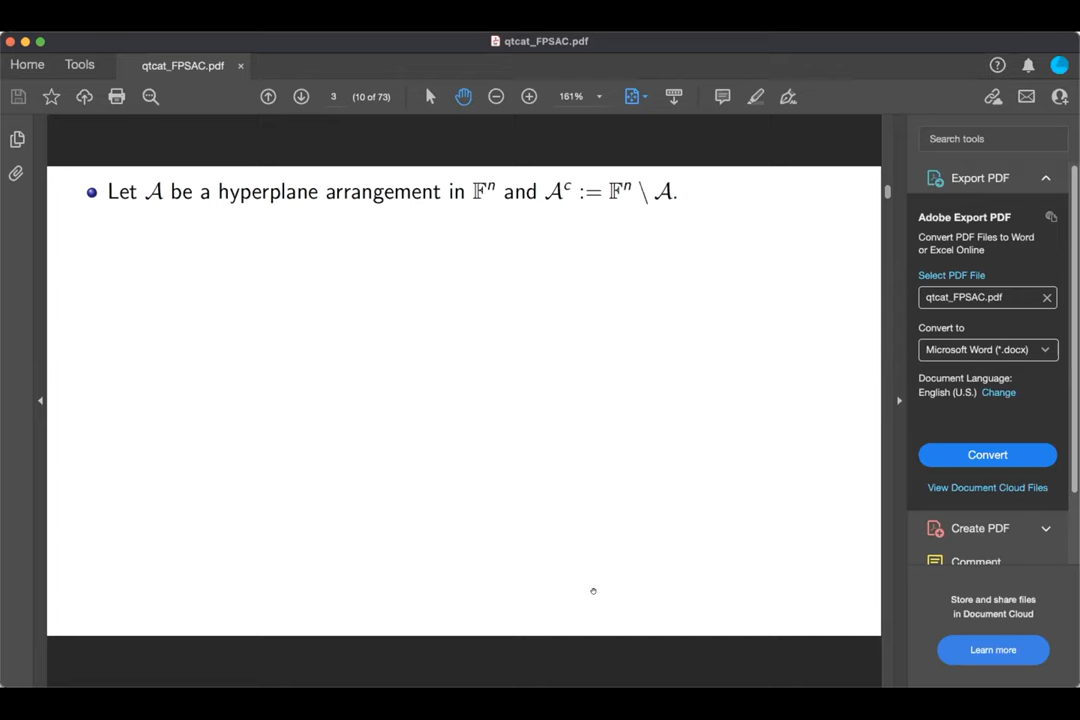 qtcat_FPSAC.pdf
Home
Tools
qtcat_FPSAC.pdf ×
3 (10 of 73)
161%
Search tools
• Let 𝒜 be a hyperplane arrangement in 𝔽ⁿ and 𝒜ᶜ := 𝔽ⁿ \ 𝒜.
Export PDF
Adobe Export PDF
Convert PDF Files to Word
or Excel Online
Select PDF File
qtcat_FPSAC.pdf
Convert to
Microsoft Word (*.docx)
Document Language:
English (U.S.) Change
Convert
View Document Cloud Files
Create PDF
Comment
Store and share files
in Document Cloud
Learn more